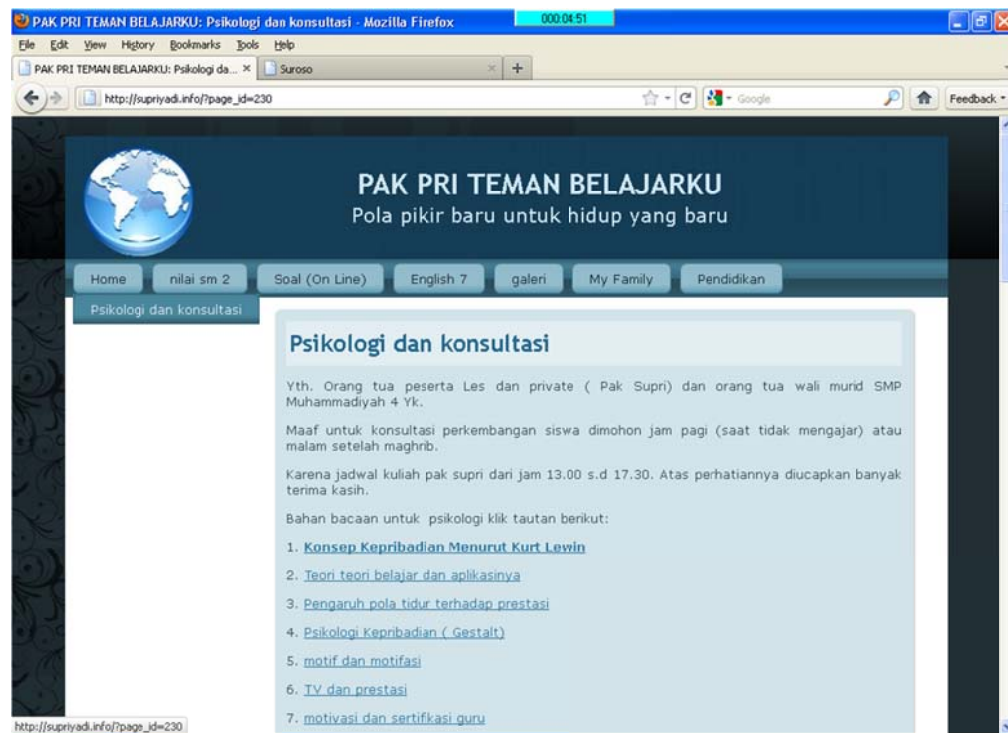 PAK PRI TEMAN BELAJARKU: Psikologi dan konsultasi - Mozilla Firefox
000:04:51
File Edit View History Bookmarks Tools Help
PAK PRI TEMAN BELAJARKU: Psikologi da... ×
Suroso ×
+
http://supriyadi.info/?page_id=230
Google
Feedback
PAK PRI TEMAN BELAJARKU
Pola pikir baru untuk hidup yang baru
Home nilai sm 2 Soal (On Line) English 7 galeri My Family Pendidikan
Psikologi dan konsultasi
Psikologi dan konsultasi
Yth. Orang tua peserta Les dan private ( Pak Supri) dan orang tua wali murid SMP
Muhammadiyah 4 Yk.
Maaf untuk konsultasi perkembangan siswa dimohon jam pagi (saat tidak mengajar) atau
malam setelah maghrib.
Karena jadwal kuliah pak supri dari jam 13.00 s.d 17.30. Atas perhatiannya diucapkan banyak
terima kasih.
Bahan bacaan untuk psikologi klik tautan berikut:
1. Konsep Kepribadian Menurut Kurt Lewin
2. Teori teori belajar dan aplikasinya
3. Pengaruh pola tidur terhadap prestasi
4. Psikologi Kepribadian ( Gestalt)
5. motif dan motifasi
6. TV dan prestasi
7. motivasi dan sertifkasi guru
http://supriyadi.info/?page_id=230